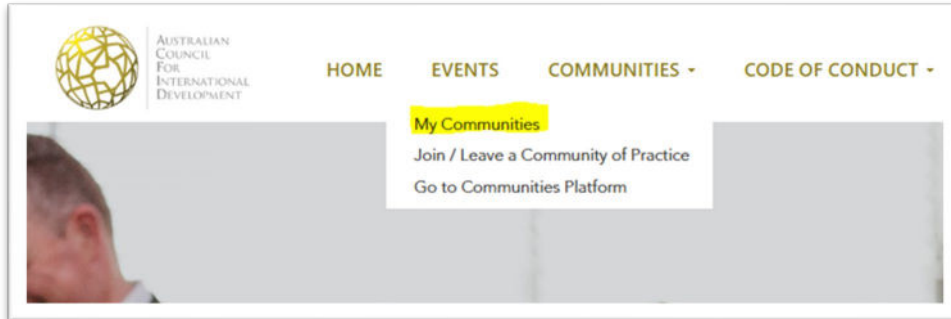 AUSTRALIAN
COUNCIL
FOR
INTERNATIONAL
DEVELOPMENT
HOME EVENTS COMMUNITIES CODE OF CONDUCT
My Communities
Join / Leave a Community of Practice
Go to Communities Platform